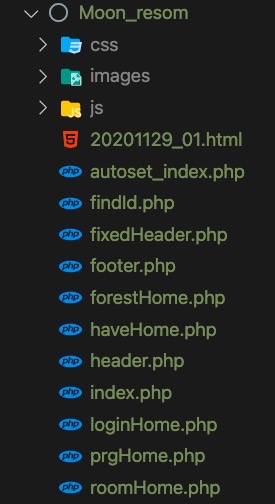 Moon_resom
css
images
js
20201129_01.html
autoset_index.php
findId.php
fixedHeader.php
footer.php
forestHome.php
haveHome.php
header.php
index.php
loginHome.php
prgHome.php
roomHome.php